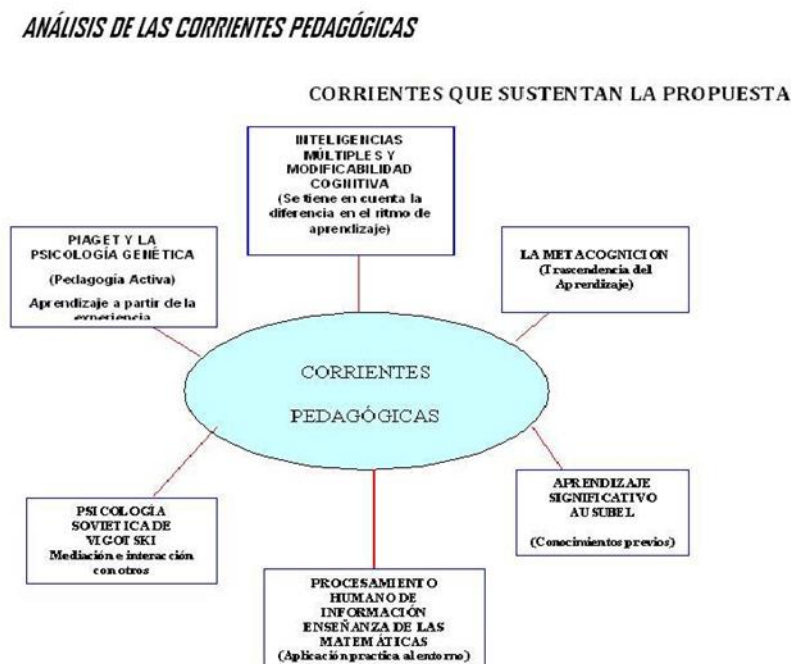 ANÁLISIS DE LAS CORRIENTES PEDAGÓGICAS
CORRIENTES QUE SUSTENTAN LA PROPUESTA
INTELIGENCIAS
MÚLTIPLES Y
MODIFICABILIDAD
COGNITIVA
(Se tiene en cuenta la
diferencia en el ritmo de
aprendizaje)
PIAGET Y LA
PSICOLOGÍA GENÉTICA
(Pedagogía Activa)
Aprendizaje a partir de la
experiencia
LA METACOGNICION
(Trascendencia del
Aprendizaje)
CORRIENTES
PEDAGÓGICAS
PSICOLOGÍA
SOVIETICA DE
VIGOTSKI
Mediación e interacción
con otros
APRENDIZAJE
SIGNIFICATIVO
AUSUBEL
(Conocimientos previos)
PROCESAMIENTO
HUMANO DE
INFORMACIÓN
ENSEÑANZA DE LAS
MATEMÁTICAS
(Aplicación practica al entorno)